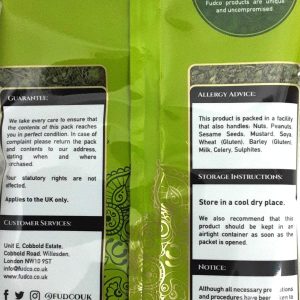 Fudco products are unique
and uncompromised.
GUARANTEE:
We take every care to ensure that
the contents of this pack reaches
you in perfect condition. In case of
complaint please return the pack
and contents to our address,
stating when and where
purchased.
Your statutory rights are not
affected.
Applies to the UK only.
CUSTOMER SERVICES:
Unit E, Cobbold Estate,
Cobbold Road, Willesden,
London NW10 9ST
info@fudco.co.uk
www.fudco.co.uk
@FUDCOUK
ALLERGY ADVICE:
This product is packed in a facility
that also handles: Nuts, Peanuts,
Sesame Seeds, Mustard, Soya,
Wheat (Gluten), Barley (Gluten),
Milk, Celery, Sulphites.
STORAGE INSTRUCTIONS:
Store in a cool dry place.
We also recommend that this
product should be kept in an
airtight container as soon as the
packet is opened.
NOTICE:
Although all necessary precautions
and procedures have been